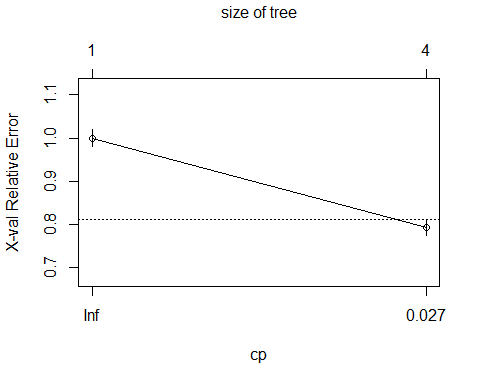 size of tree
1 4
X-val Relative Error
1.1
1.0
0.9
0.8
0.7
Inf 0.027
cp